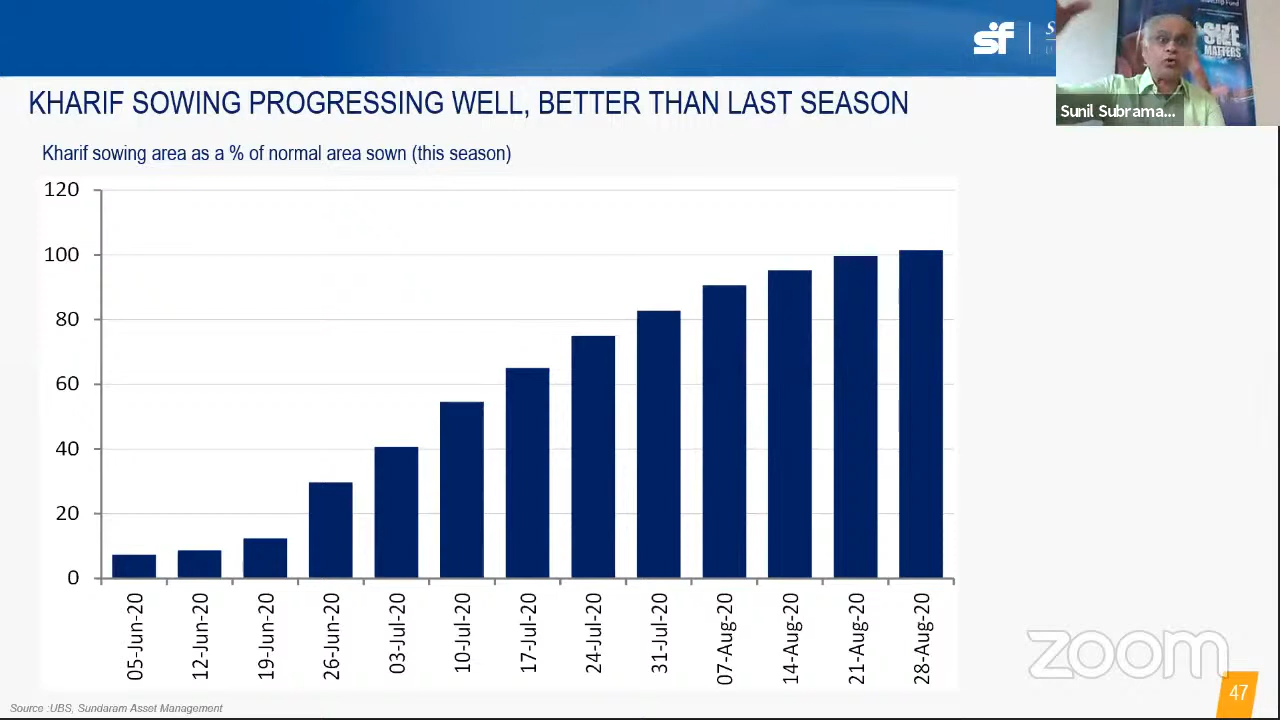 sf
SIZE
MATTERS
Sunil Subrama...
KHARIF SOWING PROGRESSING WELL, BETTER THAN LAST SEASON
Kharif sowing area as a % of normal area sown (this season)
120
100
80
60
40
20
0
05-Jun-20
12-Jun-20
19-Jun-20
26-Jun-20
03-Jul-20
10-Jul-20
17-Jul-20
24-Jul-20
31-Jul-20
07-Aug-20
14-Aug-20
21-Aug-20
28-Aug-20
zoom
47
Source :UBS, Sundaram Asset Management